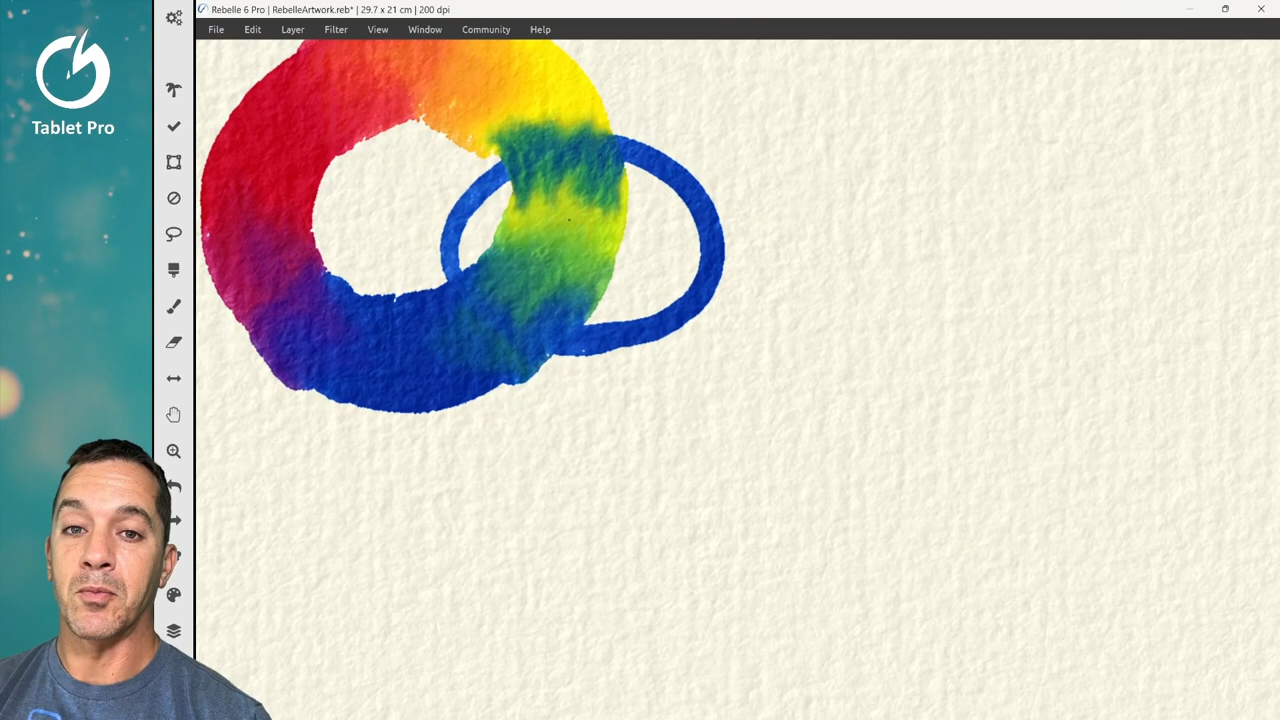 Rebelle 6 Pro | RebelleArtwork.reb* | 29.7 x 21 cm | 200 dpi
File Edit Layer Filter View Window Community Help
Tablet Pro